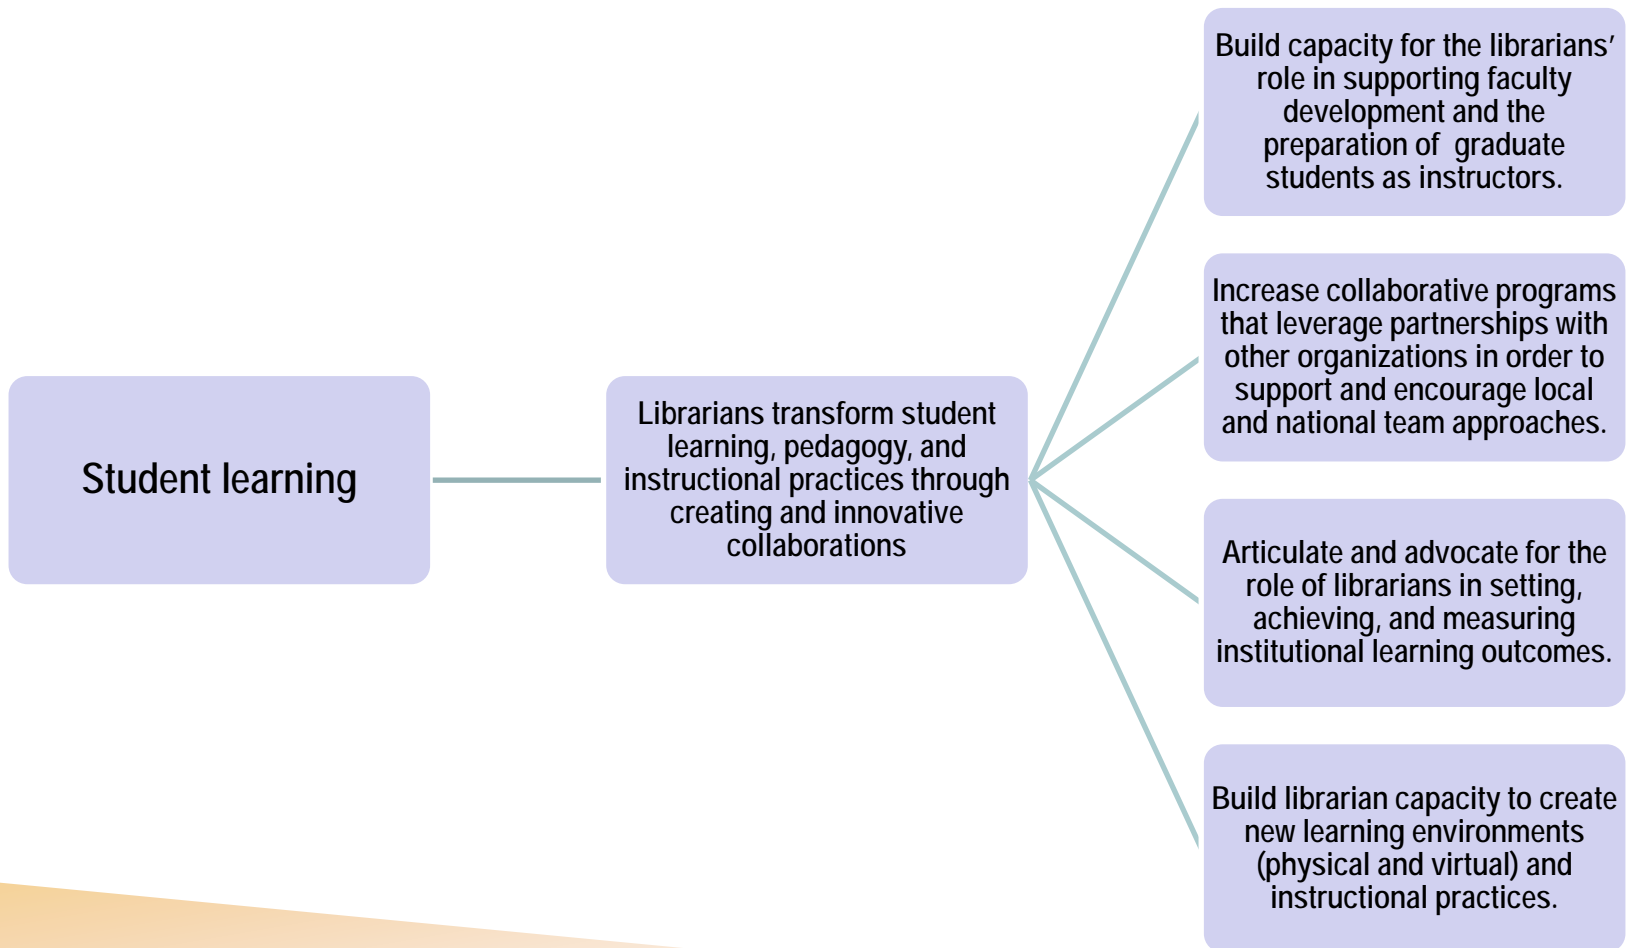 Student learning
Librarians transform student
learning, pedagogy, and
instructional practices through
creating and innovative
collaborations
Build capacity for the librarians’
role in supporting faculty
development and the
preparation of  graduate
students as instructors.
Increase collaborative programs
that leverage partnerships with
other organizations in order to
support and encourage local
and national team approaches.
Articulate and advocate for the
role of librarians in setting,
achieving, and measuring
institutional learning outcomes.
Build librarian capacity to create
new learning environments
(physical and virtual) and
instructional practices.